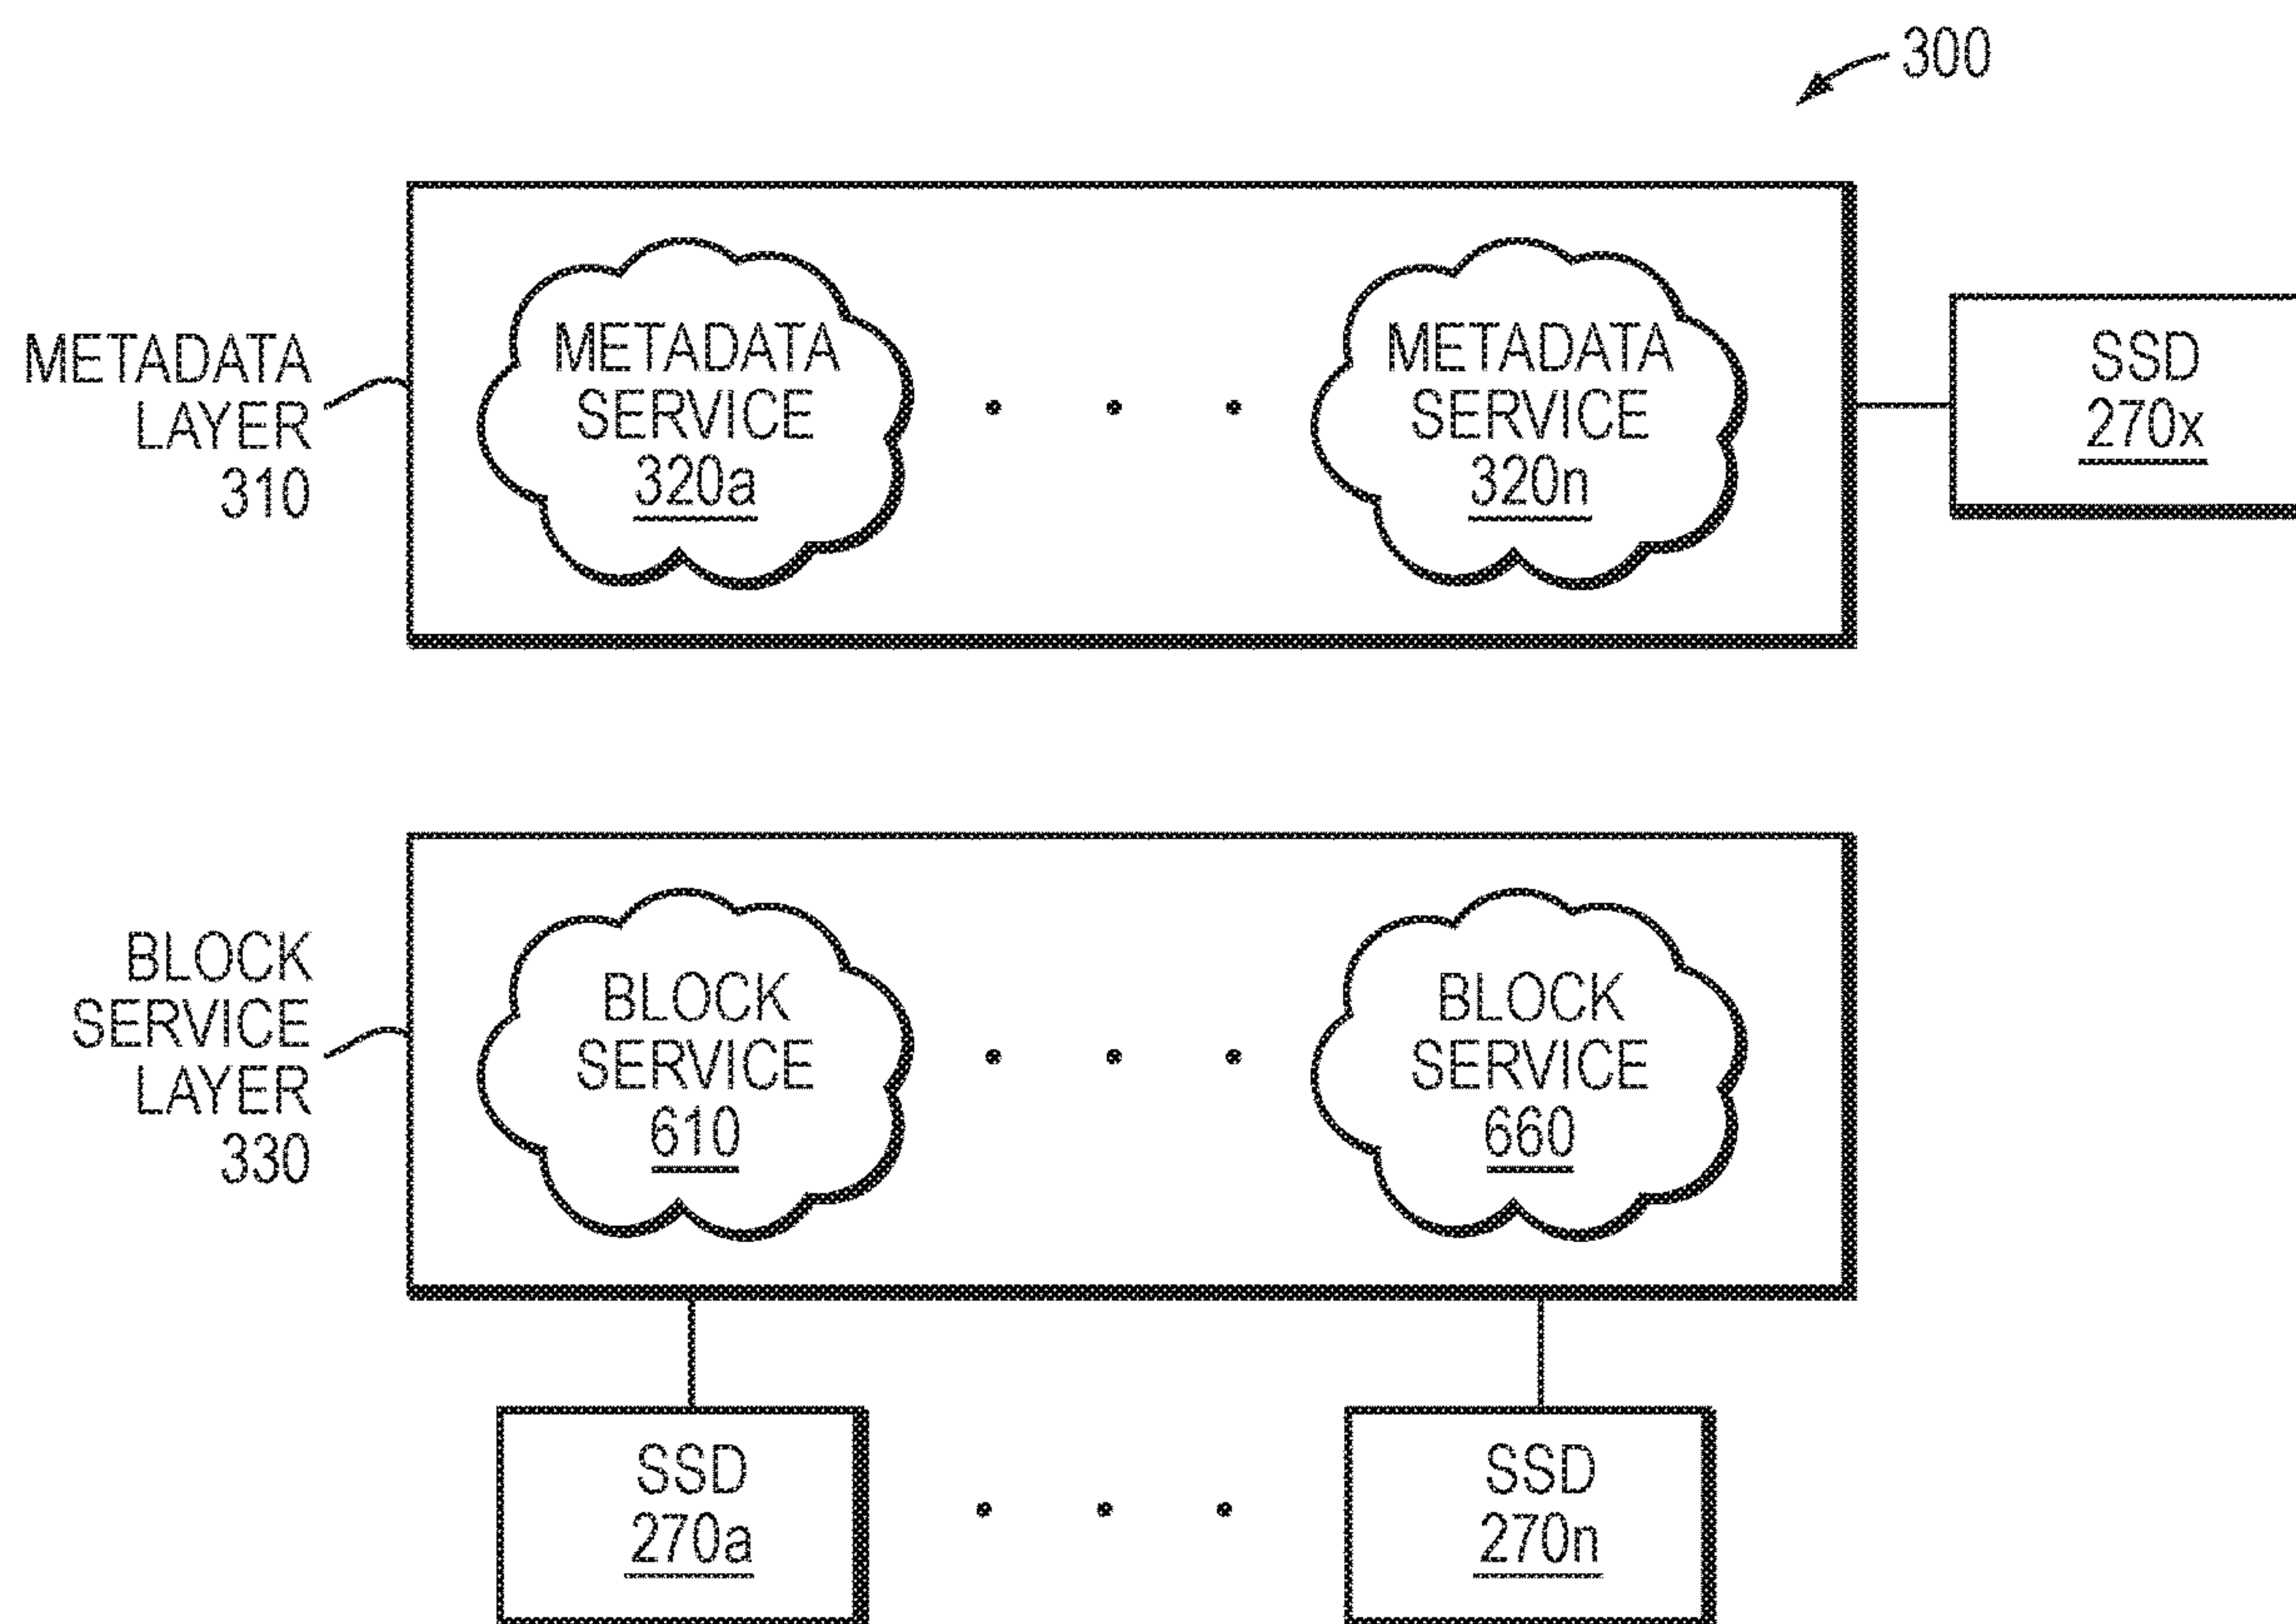 300
METADATA
LAYER
310
METADATA
SERVICE
320a
METADATA
SERVICE
320n
SSD
270x
BLOCK
SERVICE
LAYER
330
BLOCK
SERVICE
610
BLOCK
SERVICE
660
SSD
270a
SSD
270n